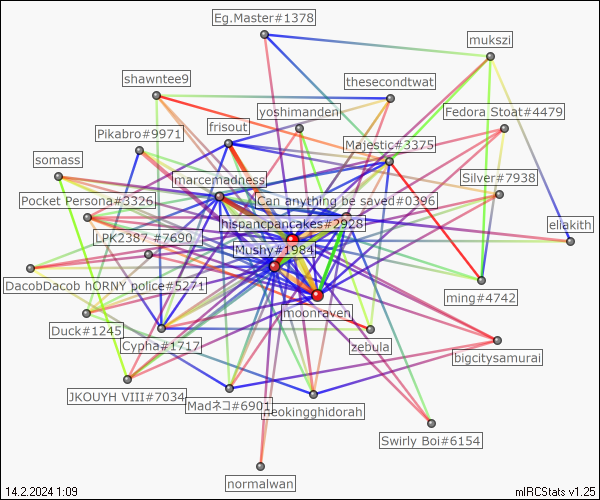 Eg.Master#1378
mukszi
shawntee9
thesecondtwat
yoshimanden
Fedora Stoat#4479
Pikabro#9971
frisout
Majestic#3375
somass
marcemadness
Silver#7938
Pocket Persona#3326
Can anything be saved#0396
hispancpancakes#2928
eliakith
LPK2387 #7690
Mushy#1984
DacobDacob hORNY police#5271
ming#4742
moonraven
Duck#1245
Cypha#1717
zebula
bigcitysamurai
JKOUYH VIII#7034
Madネコ#6901
neokingghidorah
Swirly Boi#6154
normalwan
14.2.2024 1:09
mIRCStats v1.25